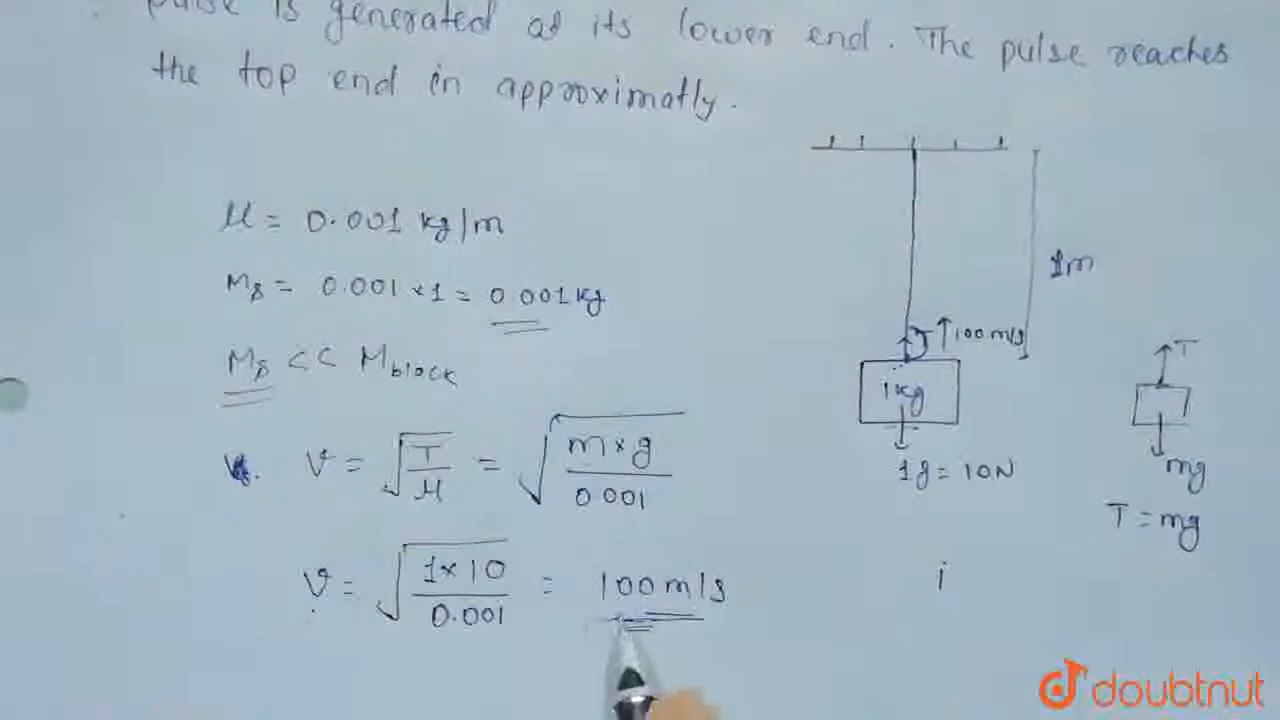 pulse is generated at its lower end. The pulse reaches
the top end in approximatly.
μ = 0.001 kg/m
Ms = 0.001 × 1 = 0.001 kg
Ms << Mblock
V = √(T/μ) = √(m×g/0.001)
V = √(1×10/0.001) = 100 m/s
1m
↑100 m/s
1kg
1g = 10N
T
mg
T = mg
i
doubtnut